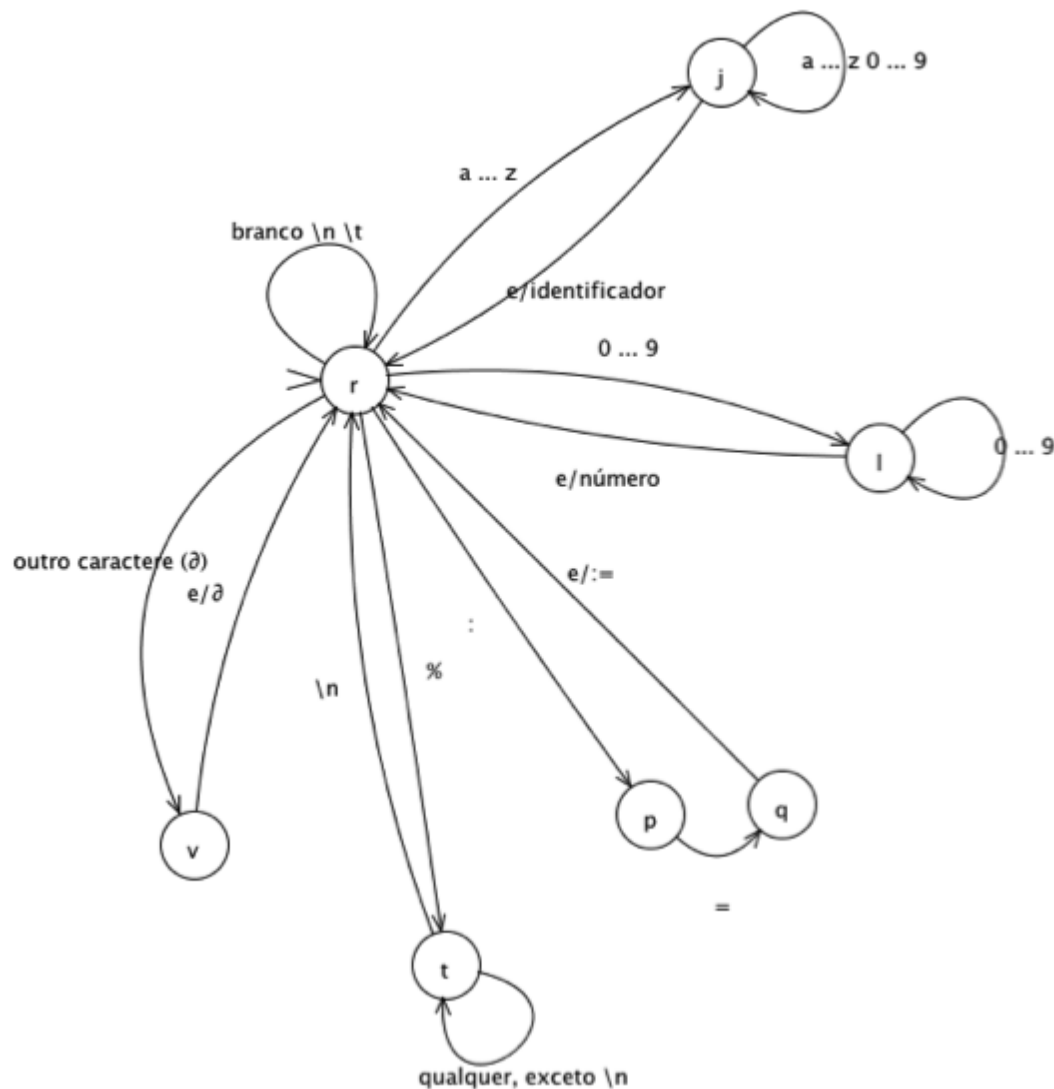 j
a ... z 0 ... 9
a ... z
branco \n \t
e/identificador
0 ... 9
r
l
0 ... 9
e/número
outro caractere (∂)
e/∂
e/:=
:
%
\n
p
q
v
=
t
qualquer, exceto \n